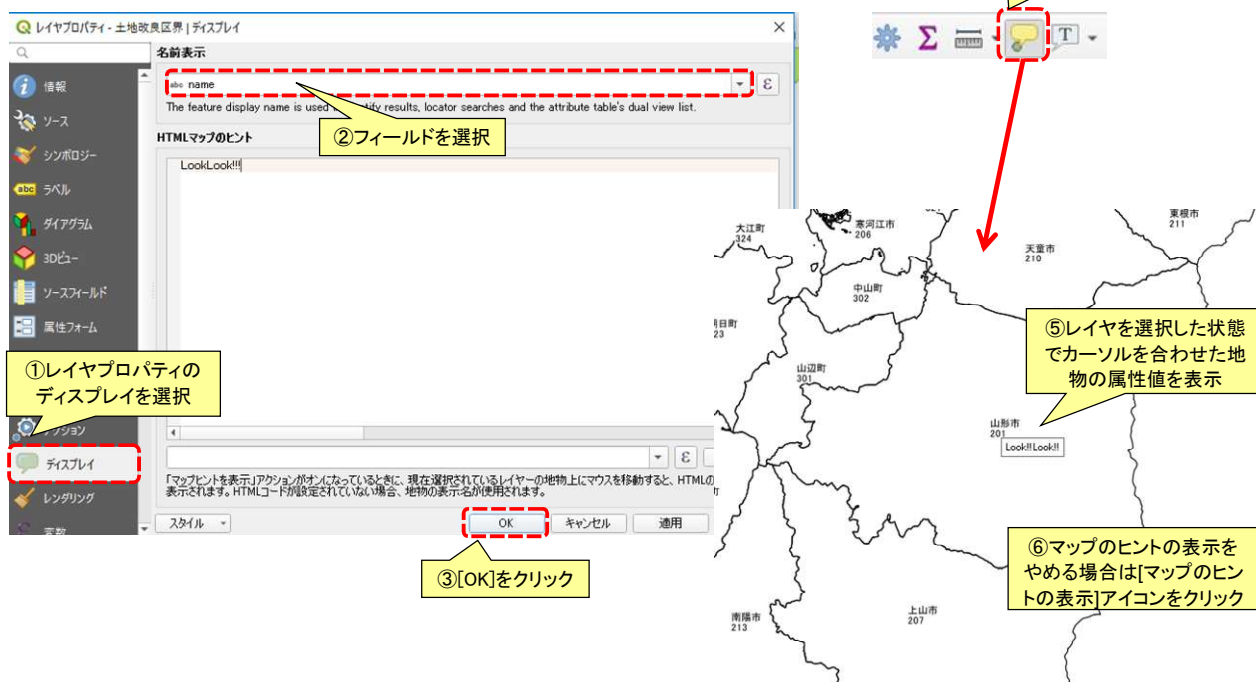 レイヤプロパティ - 土地改良区界 | ディスプレイ
名前表示
abc name
ε
The feature display name is used
tify results, locator searches and the attribute table's dual view list.
②フィールドを選択
HTMLマップのヒント
LookLook!!!
情報
ソース
シンボロジー
abc ラベル
ダイアグラム
3Dビュー
ソースフィールド
属性フォーム
①レイヤプロパティの
ディスプレイを選択
アクション
ディスプレイ
レンダリング
変数
ε
「マップヒントを表示」アクションがオンになっているときに、現在選択されているレイヤーの地物上にマウスを移動すると、HTMLの
表示されます。HTMLコードが設定されていない場合、地物の表示名が使用されます。
スタイル
OK
キャンセル
適用
③[OK]をクリック
Σ
T
大江町
324
寒河江市
206
東根市
211
天童市
210
中山町
302
日町
23
山辺町
301
⑤レイヤを選択した状態
でカーソルを合わせた地
物の属性値を表示
山形市
201
Look!!Look!!
⑥マップのヒントの表示を
やめる場合は[マップのヒン
トの表示]アイコンをクリック
上山市
207
南陽市
213